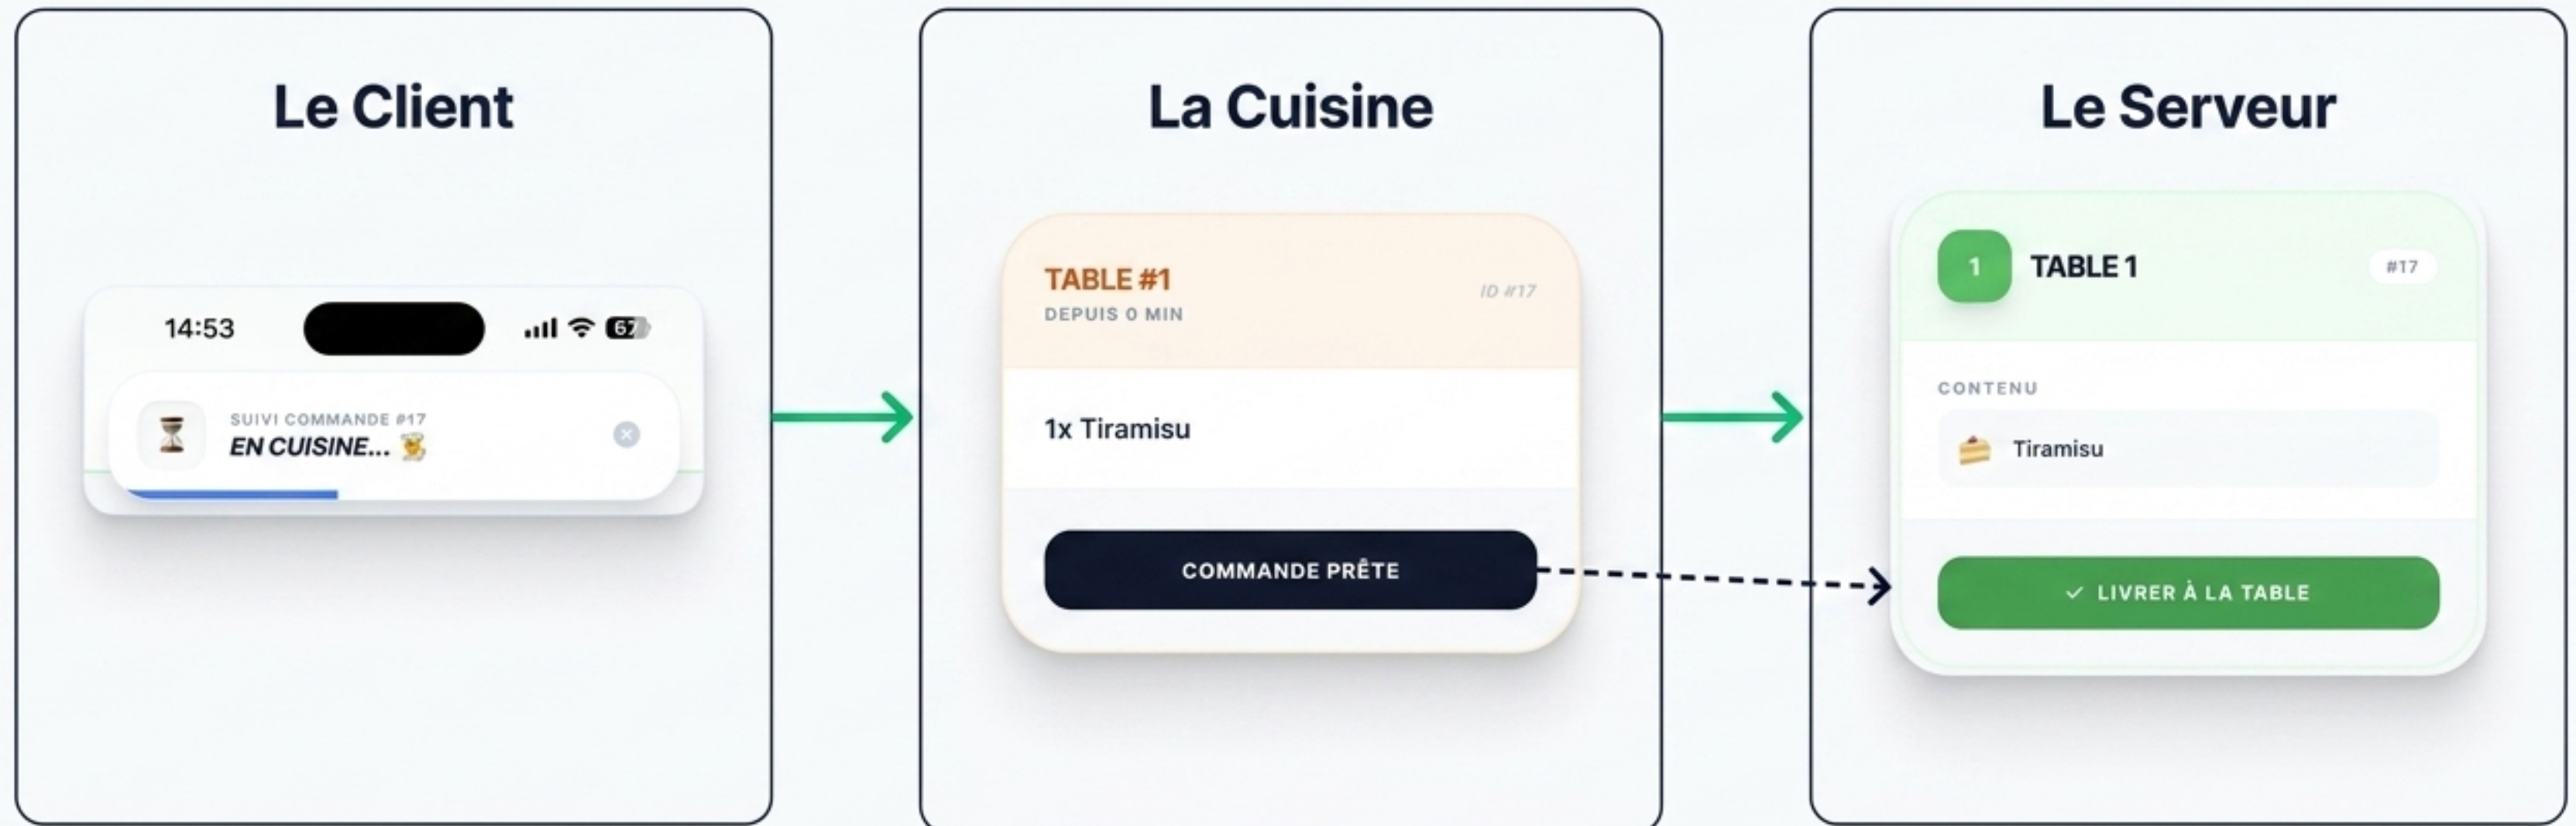 Le Client
14:53
67
SUIVI COMMANDE #17
EN CUISINE...
La Cuisine
TABLE #1
DEPUIS 0 MIN
ID #17
1x Tiramisu
COMMANDE PRÊTE
Le Serveur
1
TABLE 1
#17
CONTENU
Tiramisu
✓ LIVRER À LA TABLE